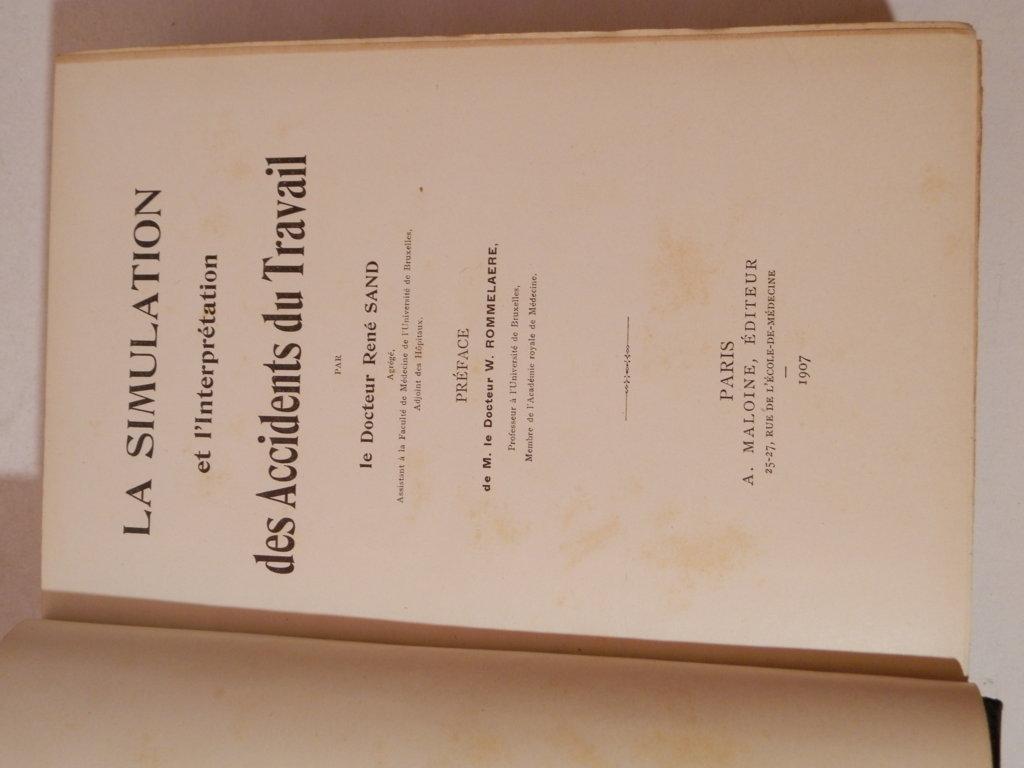 LA SIMULATION
et l'Interprétation
des Accidents du Travail
PAR
le Docteur René SAND
Agrégé,
Assistant à la Faculté de Médecine de l'Université de Bruxelles,
Adjoint des Hôpitaux.
PRÉFACE
de M. le Docteur W. ROMMELAERE,
Professeur à l'Université de Bruxelles,
Membre de l'Académie royale de Médecine.
PARIS
A. MALOINE, ÉDITEUR
25-27, RUE DE L'ÉCOLE-DE-MÉDECINE
1907